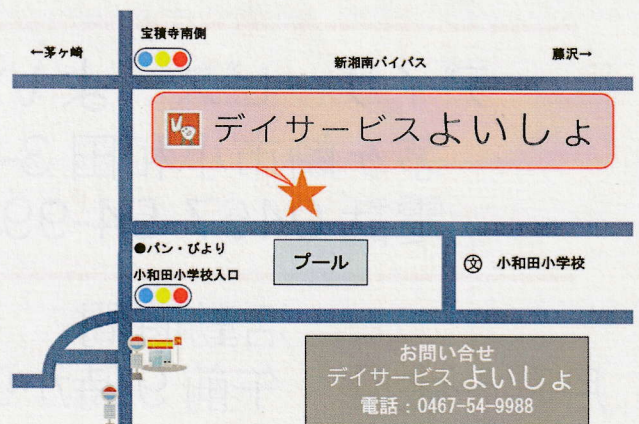 宝積寺南側
←茅ヶ崎
新湘南バイパス
藤沢→
デイサービスよいしょ
●パン・びより
プール
文 小和田小学校
小和田小学校入口
お問い合せ
デイサービス よいしょ
電話：0467-54-9988